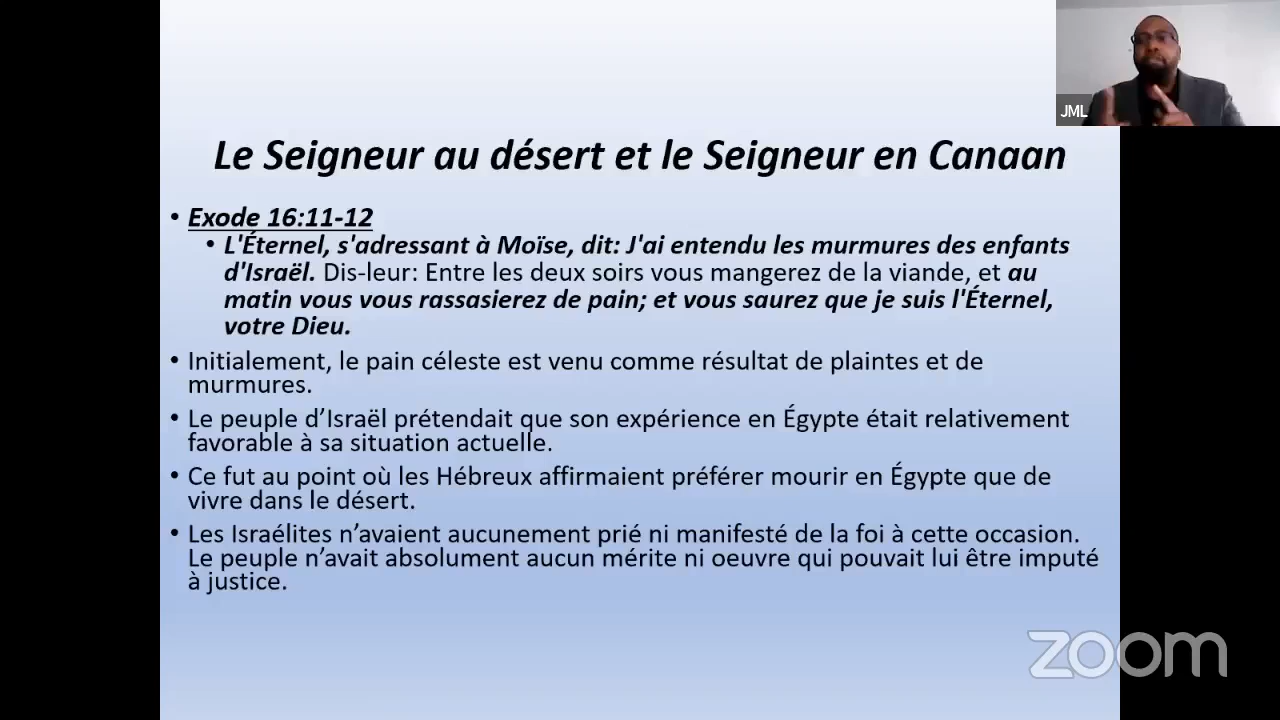 JML
Le Seigneur au désert et le Seigneur en Canaan
• Exode 16:11-12
• L'Éternel, s'adressant à Moïse, dit: J'ai entendu les murmures des enfants
d'Israël. Dis-leur: Entre les deux soirs vous mangerez de la viande, et au
matin vous vous rassasierez de pain; et vous saurez que je suis l'Éternel,
votre Dieu.
• Initialement, le pain céleste est venu comme résultat de plaintes et de
murmures.
• Le peuple d’Israël prétendait que son expérience en Égypte était relativement
favorable à sa situation actuelle.
• Ce fut au point où les Hébreux affirmaient préférer mourir en Égypte que de
vivre dans le désert.
• Les Israélites n’avaient aucunement prié ni manifesté de la foi à cette occasion.
Le peuple n’avait absolument aucun mérite ni oeuvre qui pouvait lui être imputé
à justice.
zoom